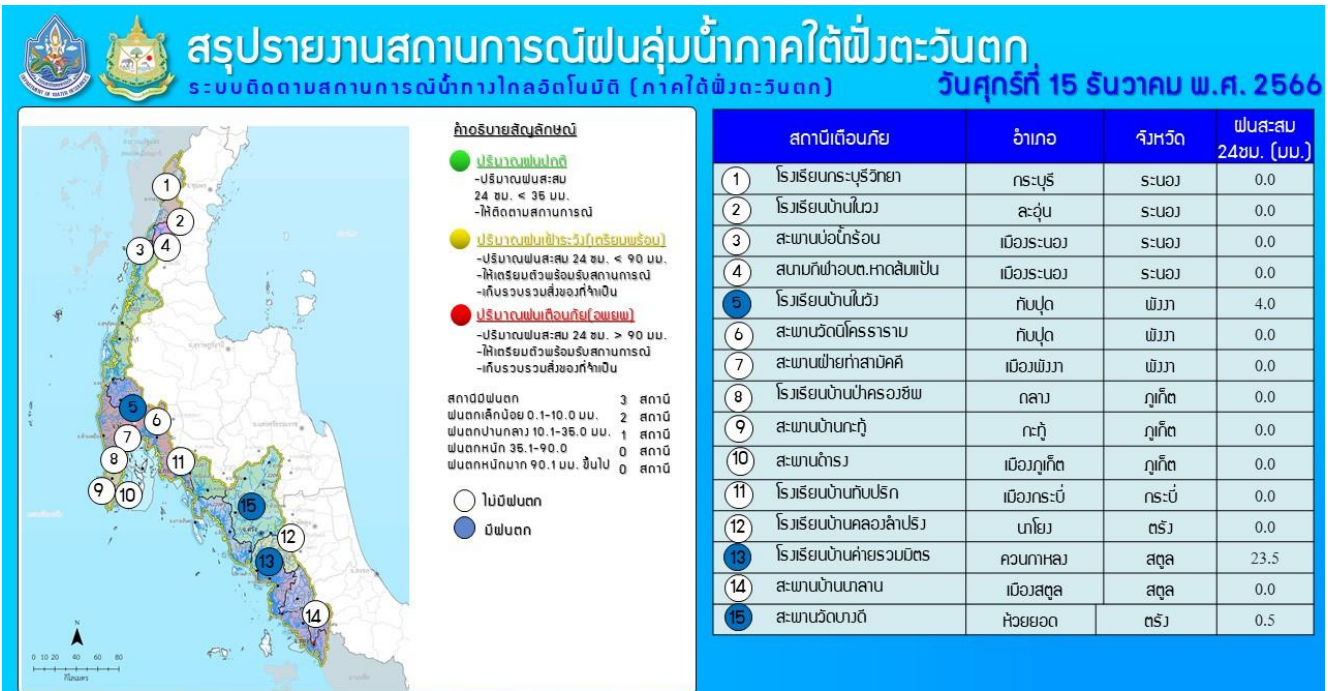 สรุปรายงานสถานการณ์ฝนลุ่มน้ำภาคใต้ฝั่งตะวันตก
ระบบติดตามสถานการณ์น้ำทางไกลอัตโนมัติ (ภาคใต้ฝั่งตะวันตก)
วันศุกร์ที่ 15 ธันวาคม พ.ศ. 2566
คำอธิบายสัญลักษณ์
ปริมาณฝนปกติ
-ปริมาณฝนสะสม
24 ชม. < 35 มม.
-ให้ติดตามสถานการณ์
ปริมาณฝนเฝ้าระวัง(เตรียมพร้อม)
-ปริมาณฝนสะสม 24 ชม. < 90 มม.
-ให้เตรียมตัวพร้อมรับสถานการณ์
-เก็บรวบรวมสิ่งของที่จำเป็น
ปริมาณฝนเตือนภัย(อพยพ)
-ปริมาณฝนสะสม 24 ชม. > 90 มม.
-ให้เตรียมตัวพร้อมรับสถานการณ์
-เก็บรวบรวมสิ่งของที่จำเป็น
สถานีมีฝนตก 3 สถานี
ฝนตกเล็กน้อย 0.1-10.0 มม. 2 สถานี
ฝนตกปานกลาง 10.1-35.0 มม. 1 สถานี
ฝนตกหนัก 35.1-90.0 0 สถานี
ฝนตกหนักมาก 90.1 มม. ขึ้นไป 0 สถานี
ไม่มีฝนตก
มีฝนตก
1
2
3 4
5
6
7
8
11
9 10
15
12
13
14
N
0 10 20 40 60 80
กิโลเมตร
สถานีเตือนภัย อำเภอ จังหวัด ฝนสะสม 24ชม. (มม.)
1 โรงเรียนกระบุรีวิทยา กระบุรี ระนอง 0.0
2 โรงเรียนบ้านในวง ละอุ่น ระนอง 0.0
3 สะพานบ่อน้ำร้อน เมืองระนอง ระนอง 0.0
4 สนามกีฬาอบต.หาดส้มแป้น เมืองระนอง ระนอง 0.0
5 โรงเรียนบ้านในวัง ทับปุด พังงา 4.0
6 สะพานวัดนิโครธาราม ทับปุด พังงา 0.0
7 สะพานฝ่ายท่าสามัคคี เมืองพังงา พังงา 0.0
8 โรงเรียนบ้านป่าครองชีพ ถลาง ภูเก็ต 0.0
9 สะพานบ้านกะทู้ กะทู้ ภูเก็ต 0.0
10 สะพานดำรง เมืองภูเก็ต ภูเก็ต 0.0
11 โรงเรียนบ้านทับปริก เมืองกระบี่ กระบี่ 0.0
12 โรงเรียนบ้านคลองลำปริง นาโยง ตรัง 0.0
13 โรงเรียนบ้านค่ายรวมมิตร ควนกาหลง สตูล 23.5
14 สะพานบ้านนาลาน เมืองสตูล สตูล 0.0
15 สะพานวัดบางดี ห้วยยอด ตรัง 0.5